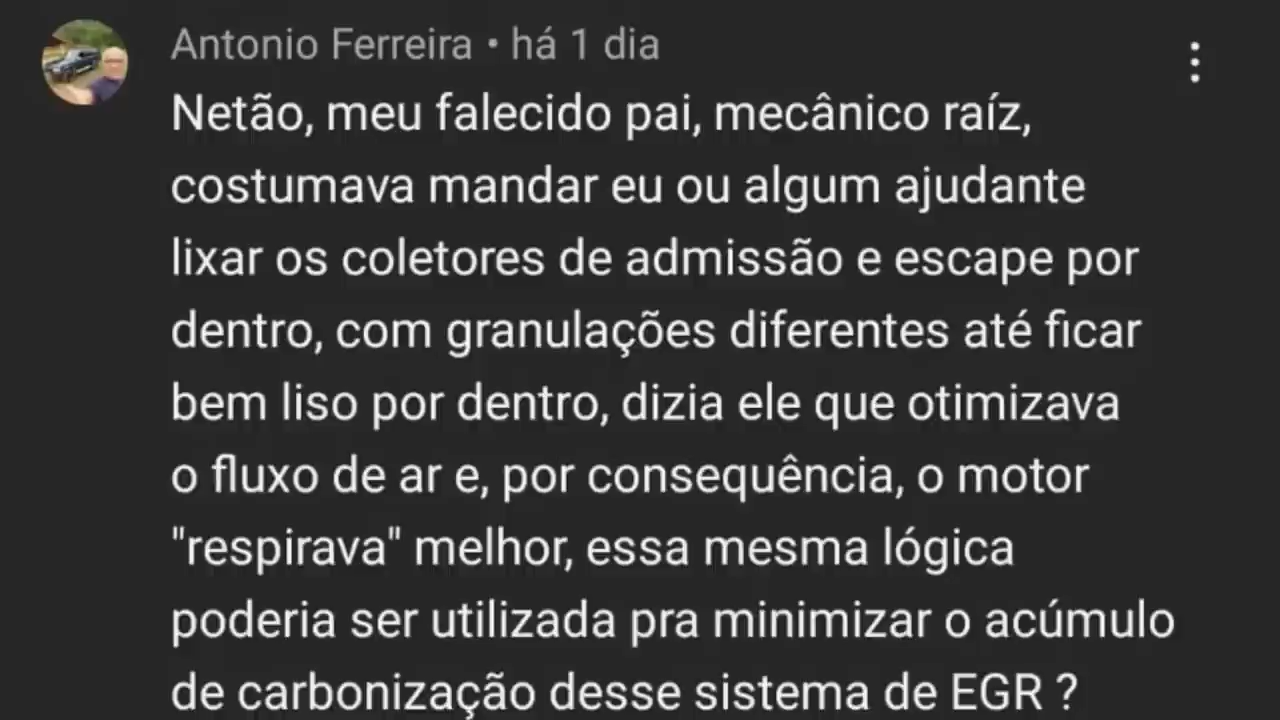 Antonio Ferreira • há 1 dia
Netão, meu falecido pai, mecânico raíz,
costumava mandar eu ou algum ajudante
lixar os coletores de admissão e escape por
dentro, com granulações diferentes até ficar
bem liso por dentro, dizia ele que otimizava
o fluxo de ar e, por consequência, o motor
"respirava" melhor, essa mesma lógica
poderia ser utilizada pra minimizar o acúmulo
de carbonização desse sistema de EGR ?